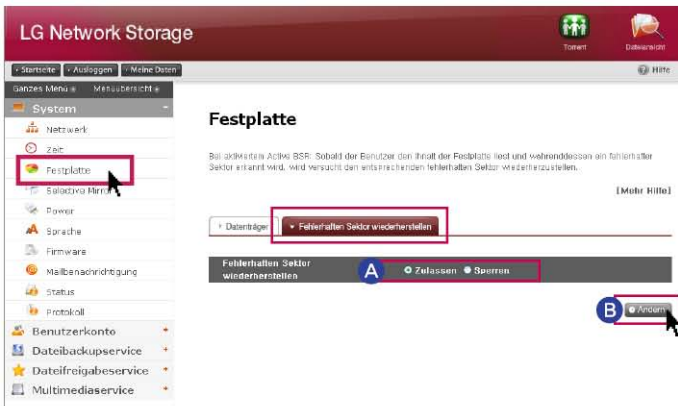 LG Network Storage
Torrent
Dateiansicht
Startseite
Ausloggen
Meine Daten
Hilfe
Ganzes Menü
Menüübersicht
System
Netzwerk
Zeit
Festplatte
Selective Mirror
Power
Sprache
Firmware
Mailbenachrichtigung
Status
Protokoll
Benutzerkonto
Dateibackupservice
Dateifreigabeservice
Multimediaservice
Festplatte
Bei aktiviertem Active BSR: Sobald der Benutzer den Inhalt der Festplatte liest und währenddessen ein fehlerhafter
Sektor erkannt wird, wird versucht den entsprechenden fehlerhaften Sektor wiederherzustellen.
[Mehr Hilfe]
Datenträger
Fehlerhaften Sektor wiederherstellen
Fehlerhaften Sektor
wiederherstellen
A
Zulassen
Sperren
B
Ändern